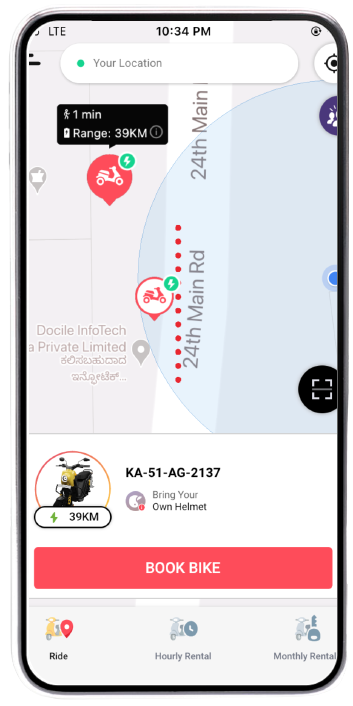 LTE
10:34 PM
Your Location
1 min
Range: 39KM
24th Main
24th Main Rd
Docile InfoTech
a Private Limited
ಕಲಿಸಬಹುದಾದ
ಇನ್ಫೋಟೆಕ್...
KA-51-AG-2137
Bring Your
Own Helmet
39KM
BOOK BIKE
Ride
Hourly Rental
Monthly Rental